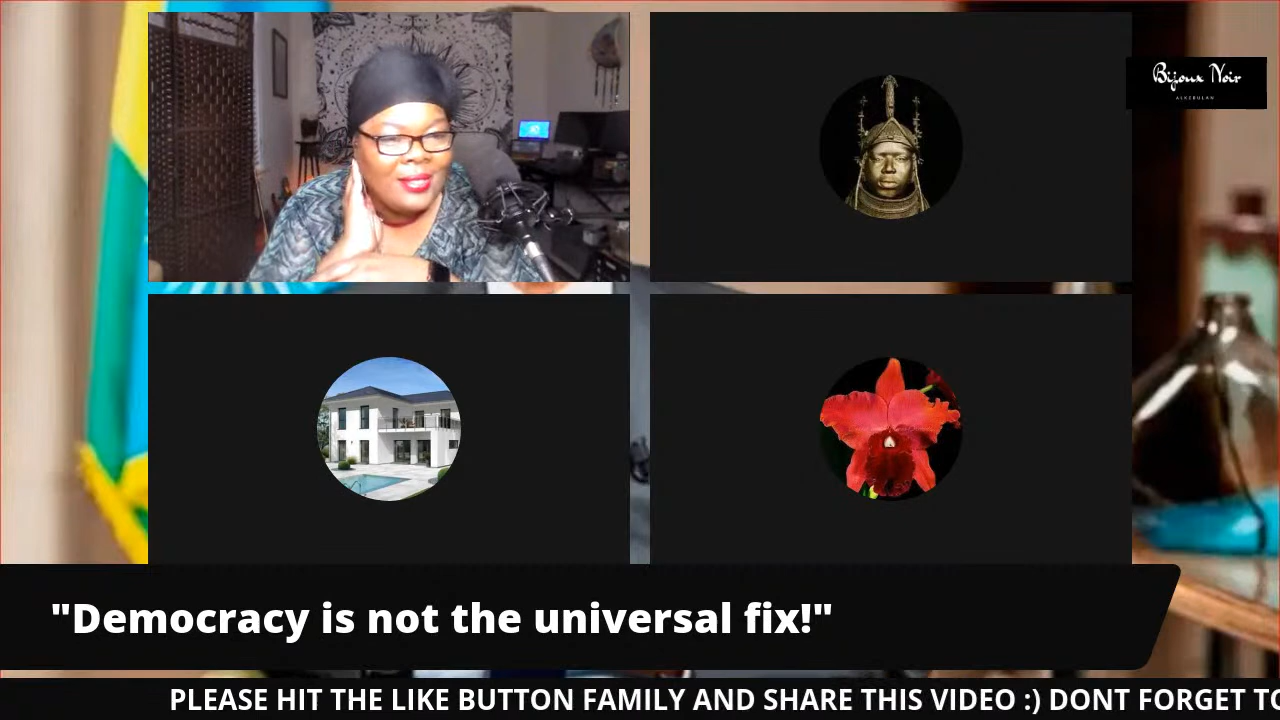 Bijoux Noir
ALKEBULAN
"Democracy is not the universal fix!"
PLEASE HIT THE LIKE BUTTON FAMILY AND SHARE THIS VIDEO :) DONT FORGET TO